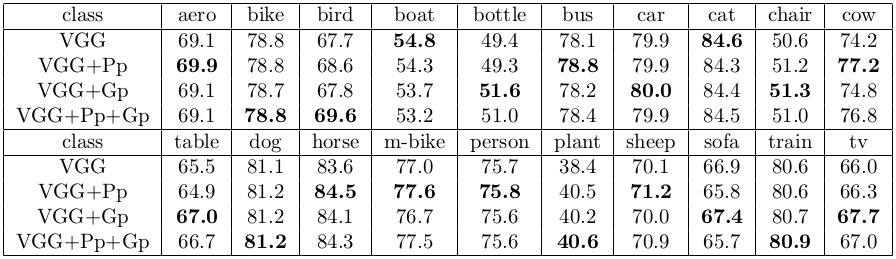 class aero bike bird boat bottle bus car cat chair cow
VGG 69.1 78.8 67.7 54.8 49.4 78.1 79.9 84.6 50.6 74.2
VGG+Pp 69.9 78.8 68.6 54.3 49.3 78.8 79.9 84.3 51.2 77.2
VGG+Gp 69.1 78.7 67.8 53.7 51.6 78.2 80.0 84.4 51.3 74.8
VGG+Pp+Gp 69.1 78.8 69.6 53.2 51.0 78.4 79.9 84.5 51.0 76.8
class table dog horse m-bike person plant sheep sofa train tv
VGG 65.5 81.1 83.6 77.0 75.7 38.4 70.1 66.9 80.6 66.0
VGG+Pp 64.9 81.2 84.5 77.6 75.8 40.5 71.2 65.8 80.6 66.3
VGG+Gp 67.0 81.2 84.1 76.7 75.6 40.2 70.0 67.4 80.7 67.7
VGG+Pp+Gp 66.7 81.2 84.3 77.5 75.6 40.6 70.9 65.7 80.9 67.0